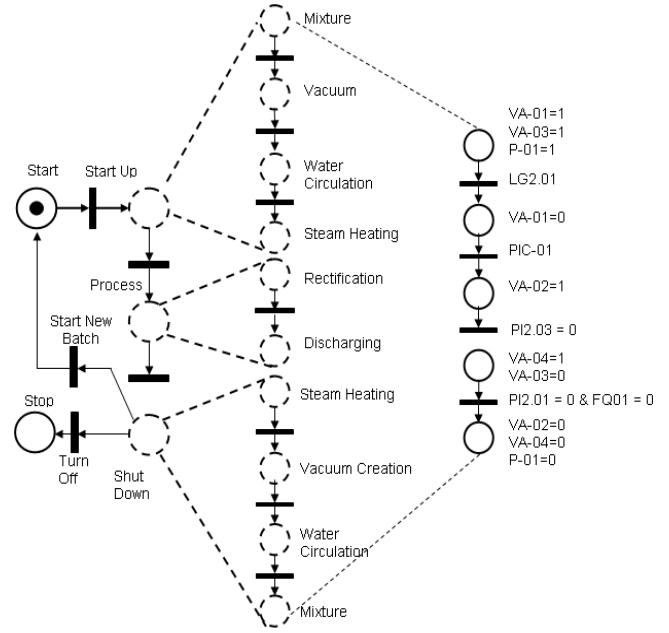 Mixture
Vacuum
Water
Circulation
Steam Heating
Rectification
Discharging
Steam Heating
Vacuum Creation
Water
Circulation
Mixture
Start
Start Up
Process
Start New
Batch
Stop
Turn
Off
Shut
Down
VA-01=1
VA-03=1
P-01=1
LG2.01
VA-01=0
PIC-01
VA-02=1
PI2.03 = 0
VA-04=1
VA-03=0
PI2.01 = 0 & FQ01 = 0
VA-02=0
VA-04=0
P-01=0